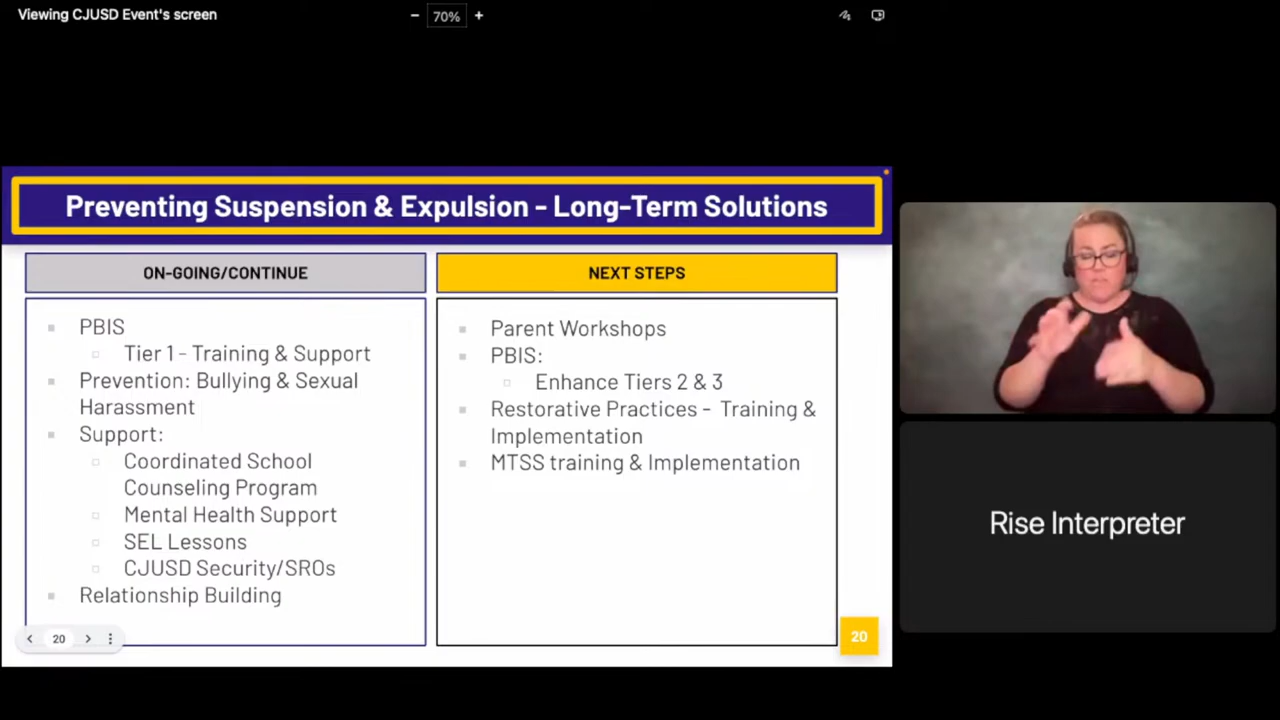 Viewing CJUSD Event's screen
− 70% +
Preventing Suspension & Expulsion - Long-Term Solutions
ON-GOING/CONTINUE
PBIS
Tier 1 - Training & Support
Prevention: Bullying & Sexual
Harassment
Support:
Coordinated School
Counseling Program
Mental Health Support
SEL Lessons
CJUSD Security/SROs
Relationship Building
NEXT STEPS
Parent Workshops
PBIS:
Enhance Tiers 2 & 3
Restorative Practices - Training &
Implementation
MTSS training & Implementation
20
20
Rise Interpreter